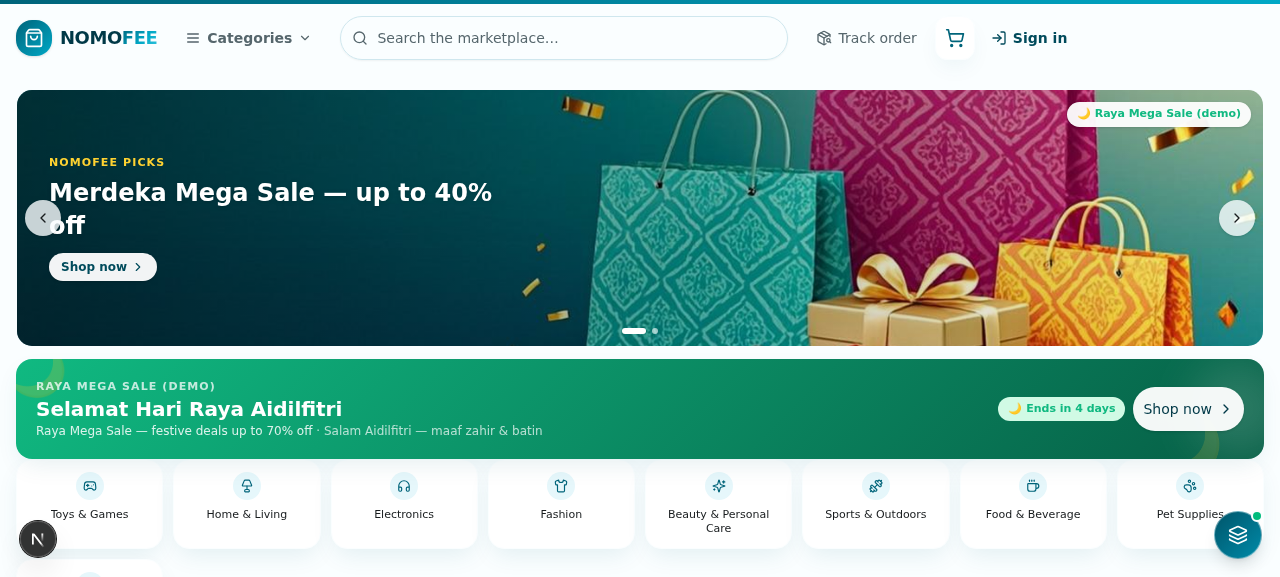 NOMOFEE
Categories
Search the marketplace...
Track order
Sign in
🌙 Raya Mega Sale (demo)
NOMOFEE PICKS
Merdeka Mega Sale — up to 40%
off
Shop now
RAYA MEGA SALE (DEMO)
Selamat Hari Raya Aidilfitri
Raya Mega Sale — festive deals up to 70% off · Salam Aidilfitri — maaf zahir & batin
🌙 Ends in 4 days
Shop now
Toys & Games
Home & Living
Electronics
Fashion
Beauty & Personal
Care
Sports & Outdoors
Food & Beverage
Pet Supplies
N